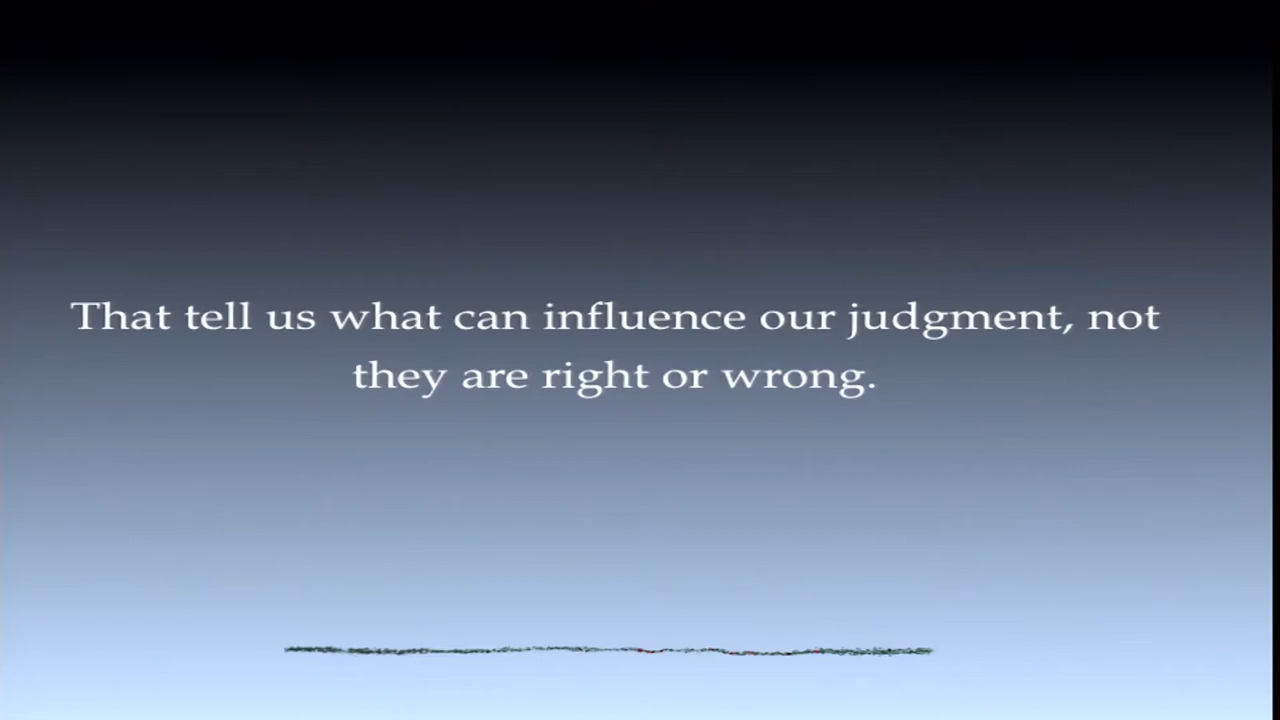 That tell us what can influence our judgment, not
they are right or wrong.